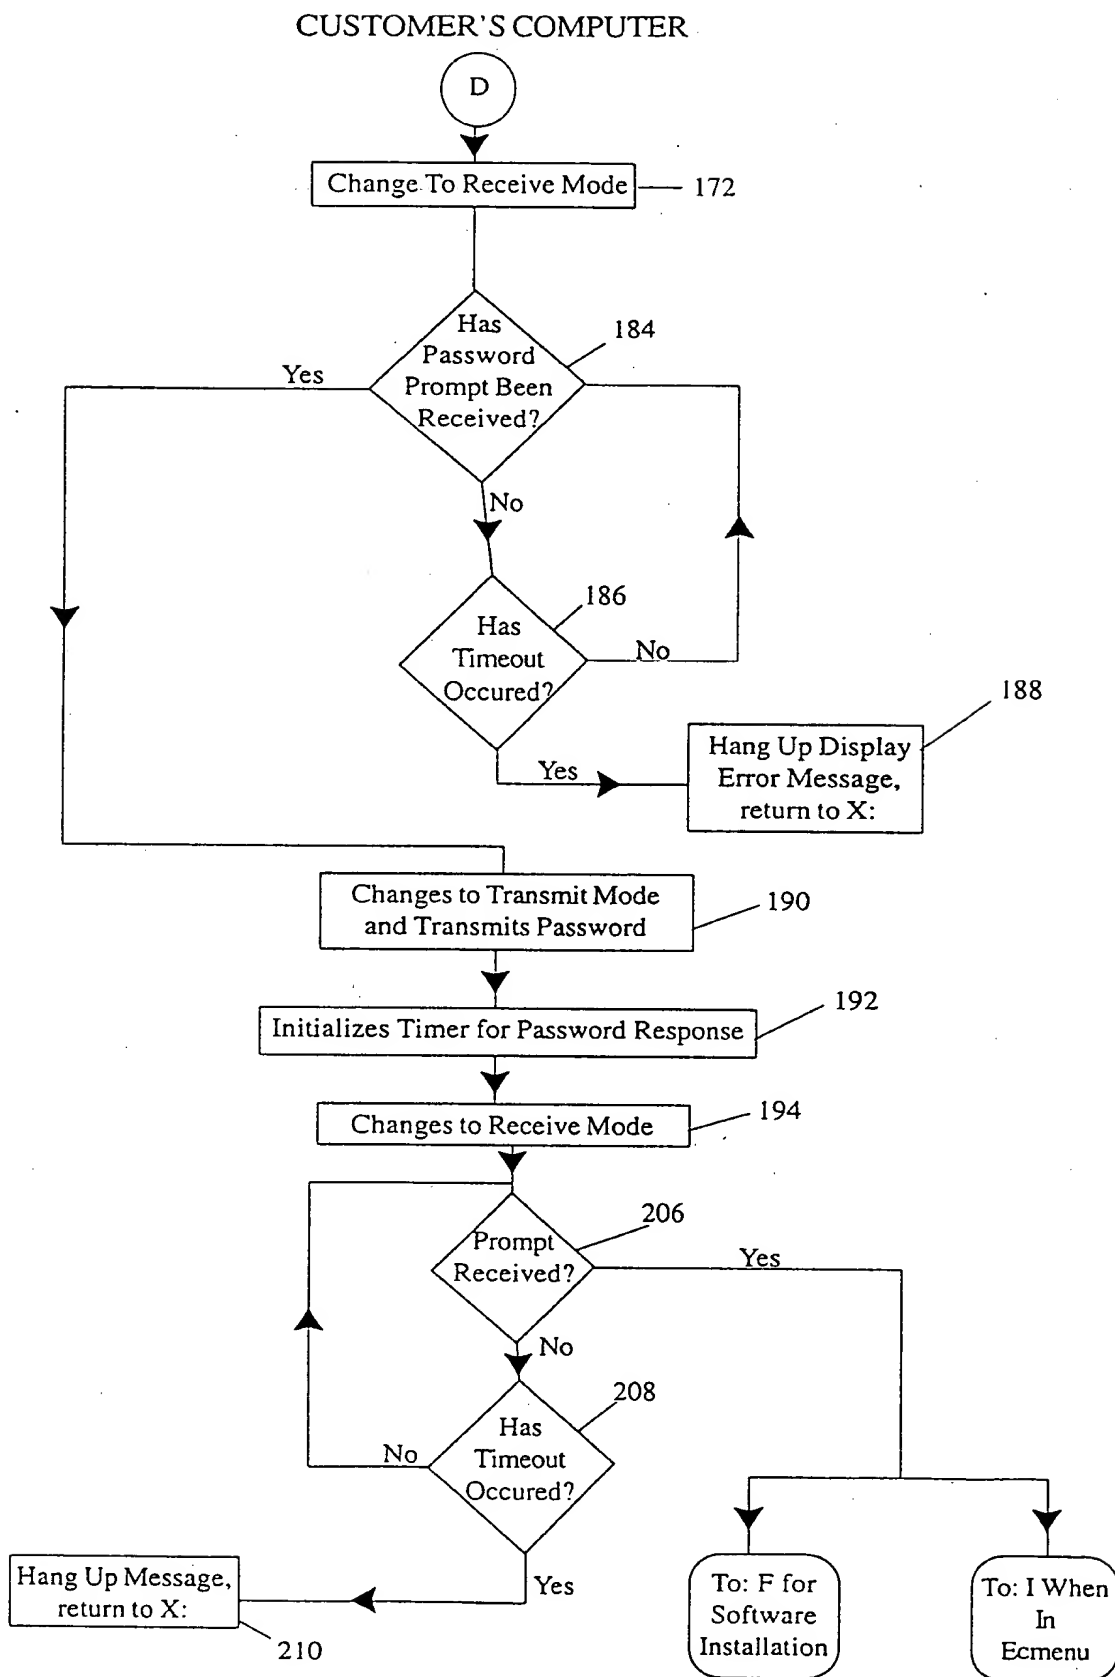 CUSTOMER'S COMPUTER
D
Change To Receive Mode
172
Has
Password
Prompt Been
Received?
184
Yes
No
Has
Timeout
Occured?
186
No
Yes
188
Hang Up Display
Error Message,
return to X:
Changes to Transmit Mode
and Transmits Password
190
Initializes Timer for Password Response
192
Changes to Receive Mode
194
Prompt
Received?
206
Yes
No
Has
Timeout
Occured?
208
No
Yes
Hang Up Message,
return to X:
210
To: F for
Software
Installation
To: I When
In
Ecmenu